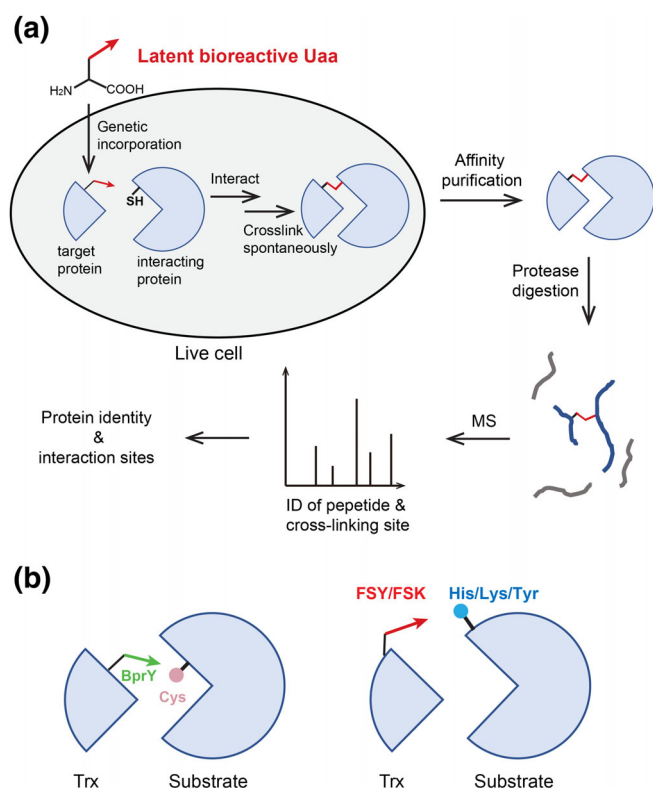 (a)
Latent bioreactive Uaa
H₂N
COOH
Genetic
incorporation
SH
target
protein
interacting
protein
Interact
Crosslink
spontaneously
Affinity
purification
Live cell
Protease
digestion
MS
ID of pepetide &
cross-linking site
Protein identity
&
interaction sites
(b)
BprY
Cys
Trx
Substrate
FSY/FSK
His/Lys/Tyr
Trx
Substrate